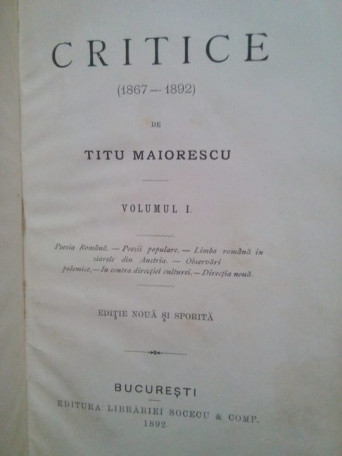 CRITICE
(1867 — 1892)
DE
TITU MAIORESCU
VOLUMUL I.
Poesia Română. — Poesii populare. — Limba română în
ziarele din Austria. — Observări
polemice. — In contra direcției culturei. — Direcția nouă.
EDIȚIE NOUĂ ȘI SPORITĂ
BUCUREȘTI
EDITURA LIBRĂRIEI SOCECU & COMP.
1892.